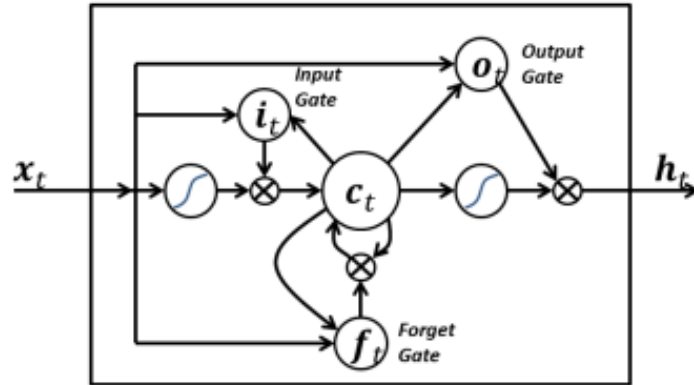 Output
Gate
o_t
Input
Gate
i_t
x_t
c_t
h_t
f_t
Forget
Gate